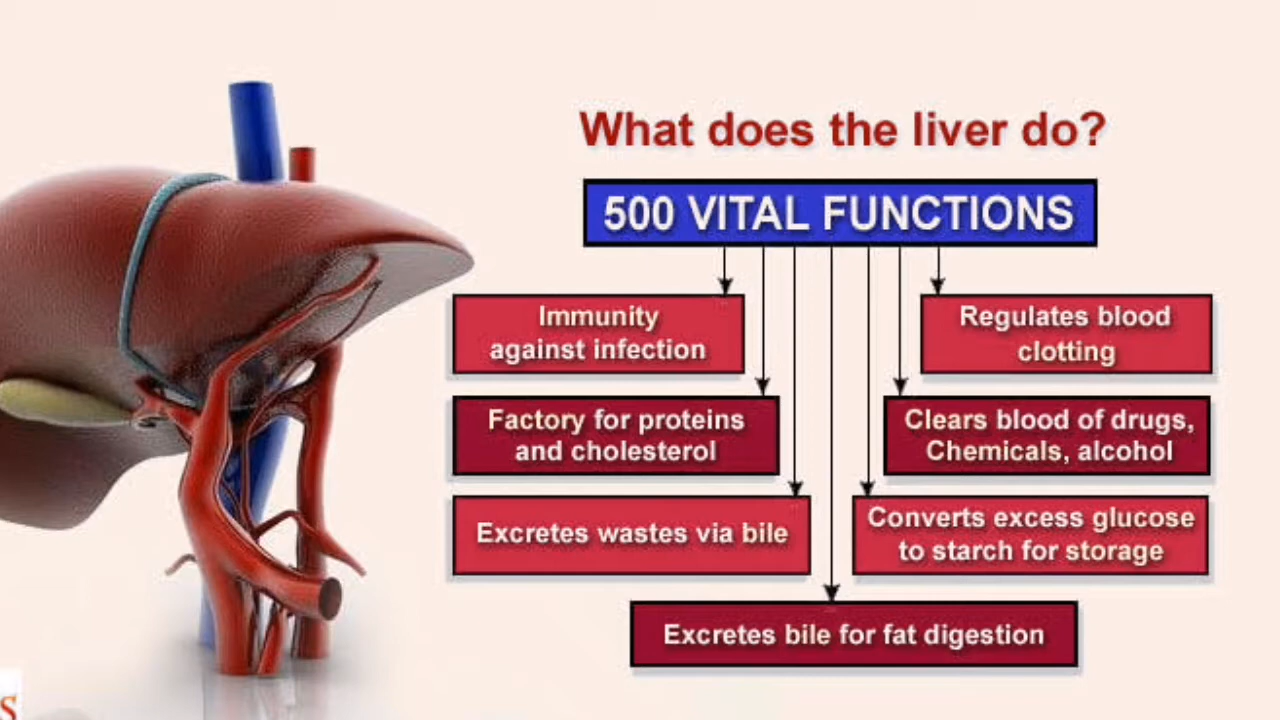 What does the liver do?
500 VITAL FUNCTIONS
Immunity
against infection
Regulates blood
clotting
Factory for proteins
and cholesterol
Clears blood of drugs,
Chemicals, alcohol
Excretes wastes via bile
Converts excess glucose
to starch for storage
Excretes bile for fat digestion
S